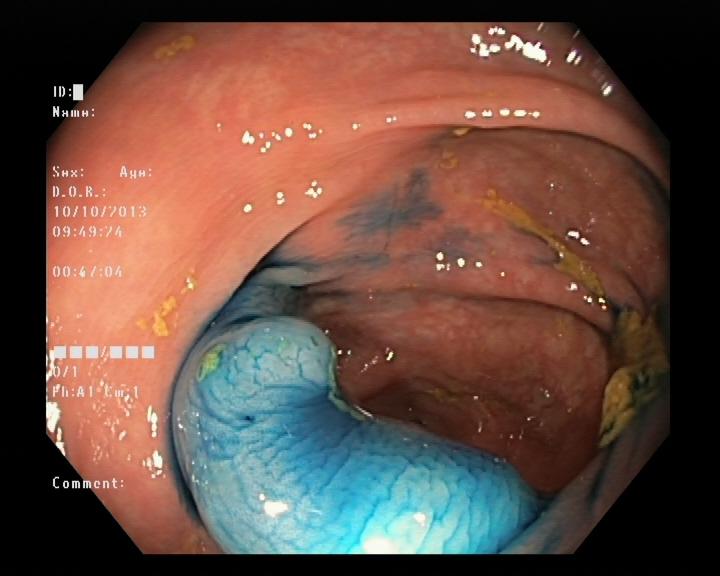 ID:
Name:
Sex: Age:
D.O.R.:
10/10/2013
09:49:24
00:47:04
0/1
Ph:A1 Cm:1
Comment: